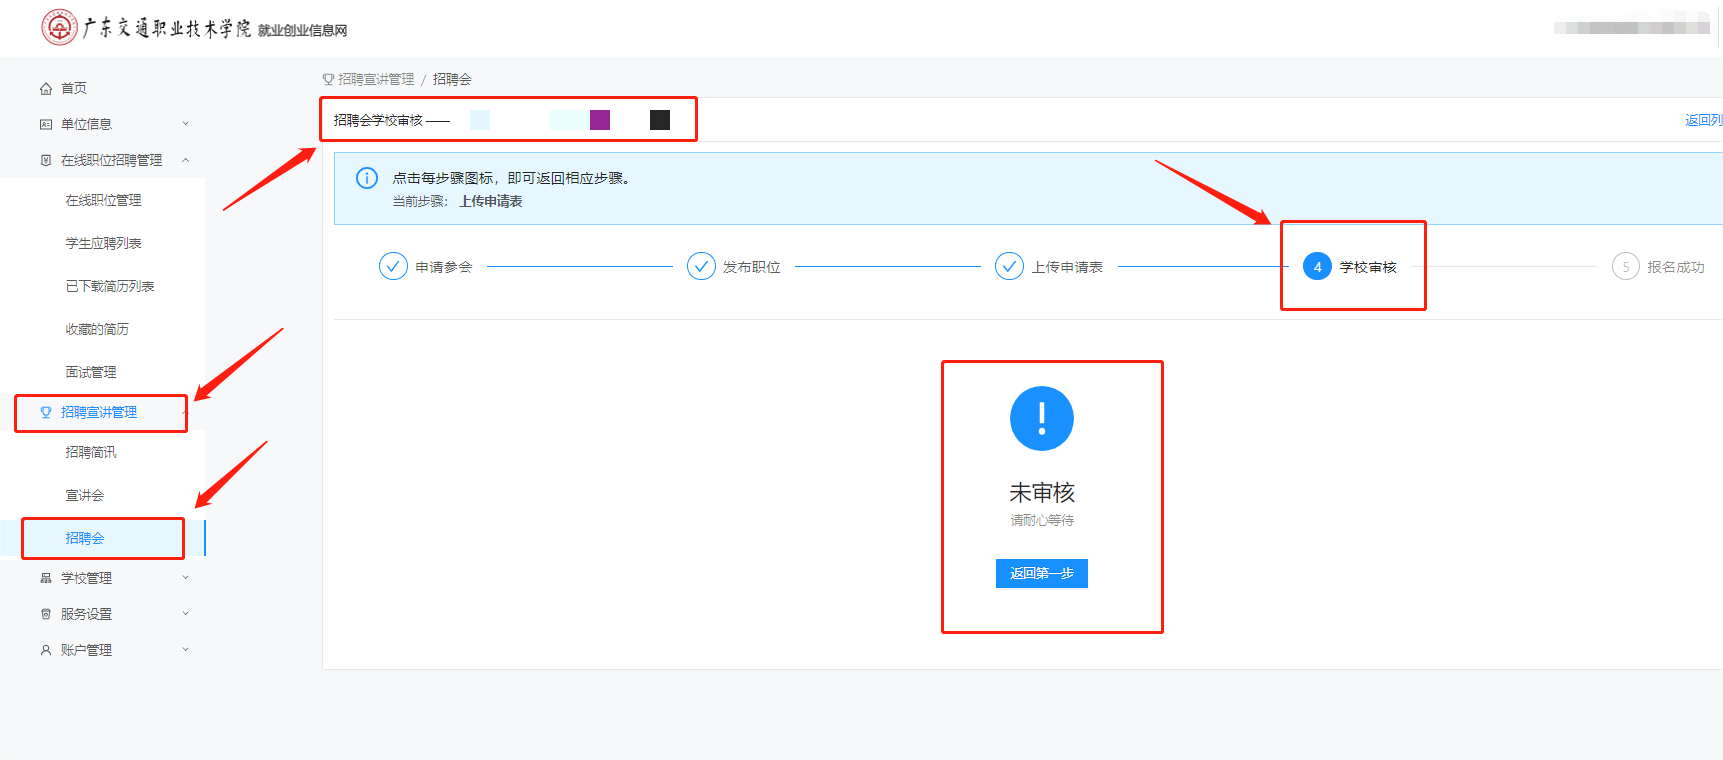 广东交通职业技术学院 就业创业信息网
首页
单位信息
在线职位招聘管理
在线职位管理
学生应聘列表
已下载简历列表
收藏的简历
面试管理
招聘宣讲管理
招聘简讯
宣讲会
招聘会
学校管理
服务设置
账户管理
招聘宣讲管理 / 招聘会
招聘会学校审核 ——
返回列
点击每步骤图标，即可返回相应步骤。
当前步骤： 上传申请表
申请参会
发布职位
上传申请表
4 学校审核
5 报名成功
未审核
请耐心等待
返回第一步